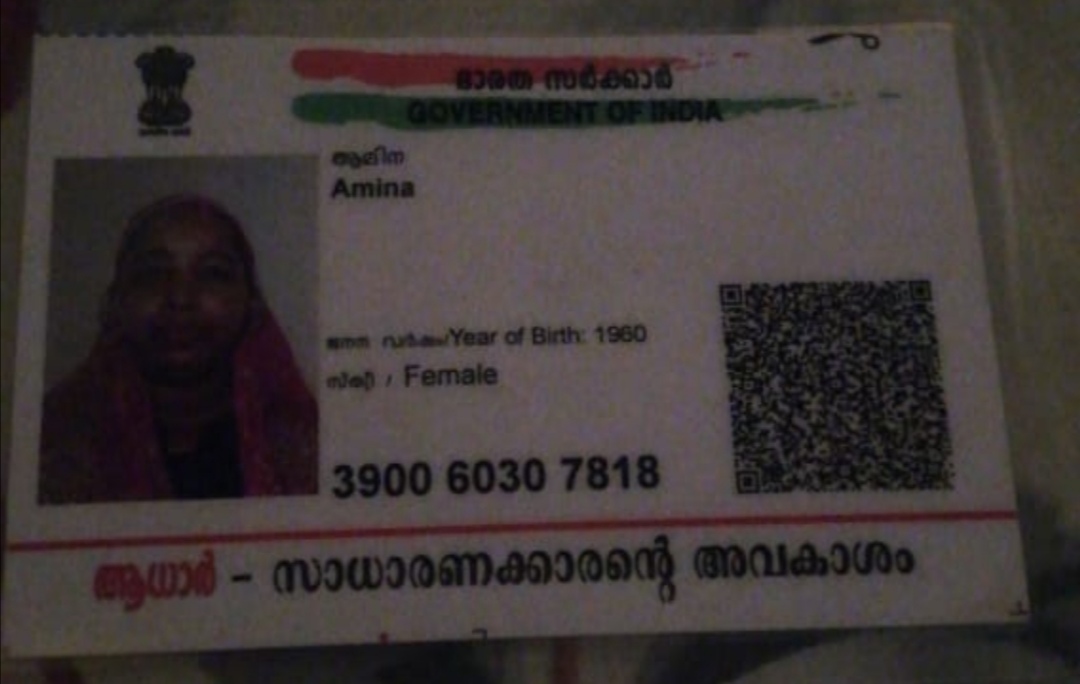 ഭാരത സർക്കാർ
GOVERNMENT OF INDIA
ആമിന
Amina
ജനന വർഷം/Year of Birth: 1960
സ്ത്രീ / Female
3900 6030 7818
ആധാർ - സാധാരണക്കാരന്റെ അവകാശം